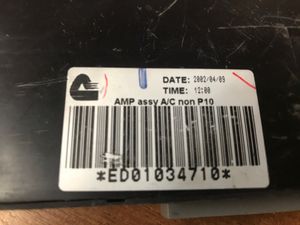 DATE: 2002/04/09
TIME: 12:00
AMP assy A/C non P10
*ED01034710*